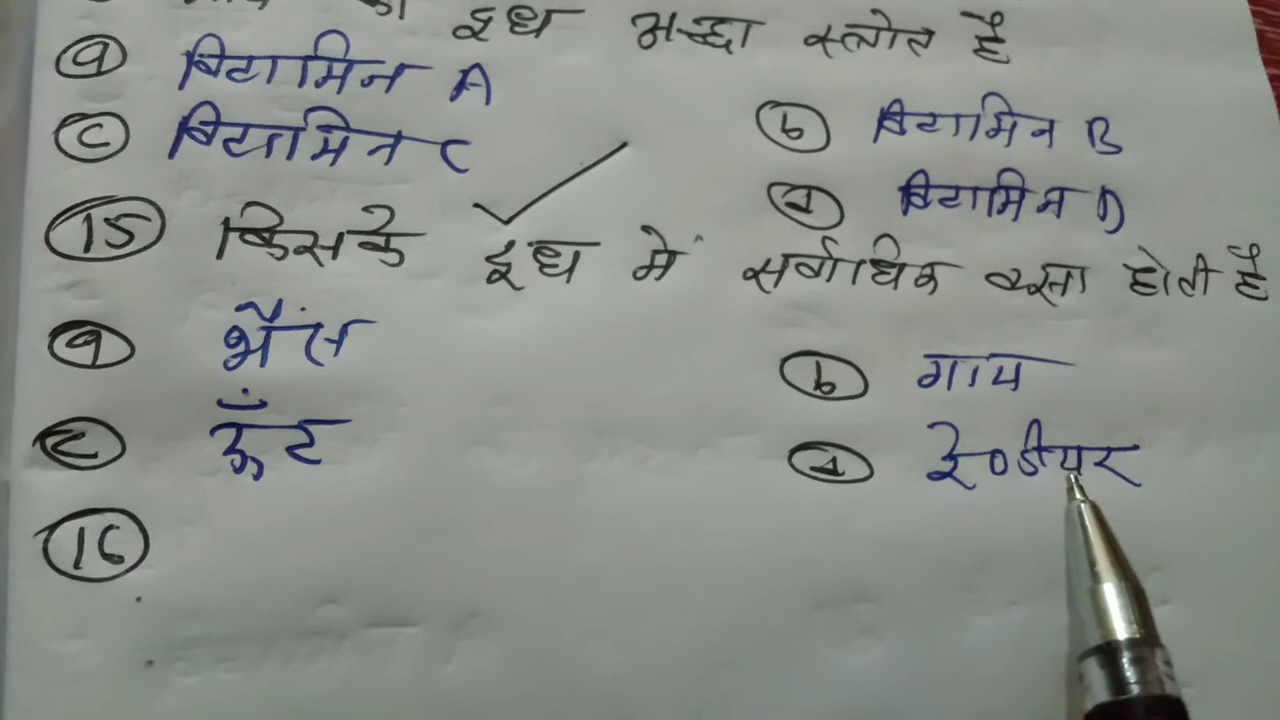 दूध अच्छा स्त्रोत है
(a) विटामिन A
(b) विटामिन B
(c) विटामिन C
(d) विटामिन D
(15) किसके दूध में सर्वाधिक वसा होती है
(a) भैंस
(b) गाय
(c) ऊँट
(d) रेण्डीयर
(16)